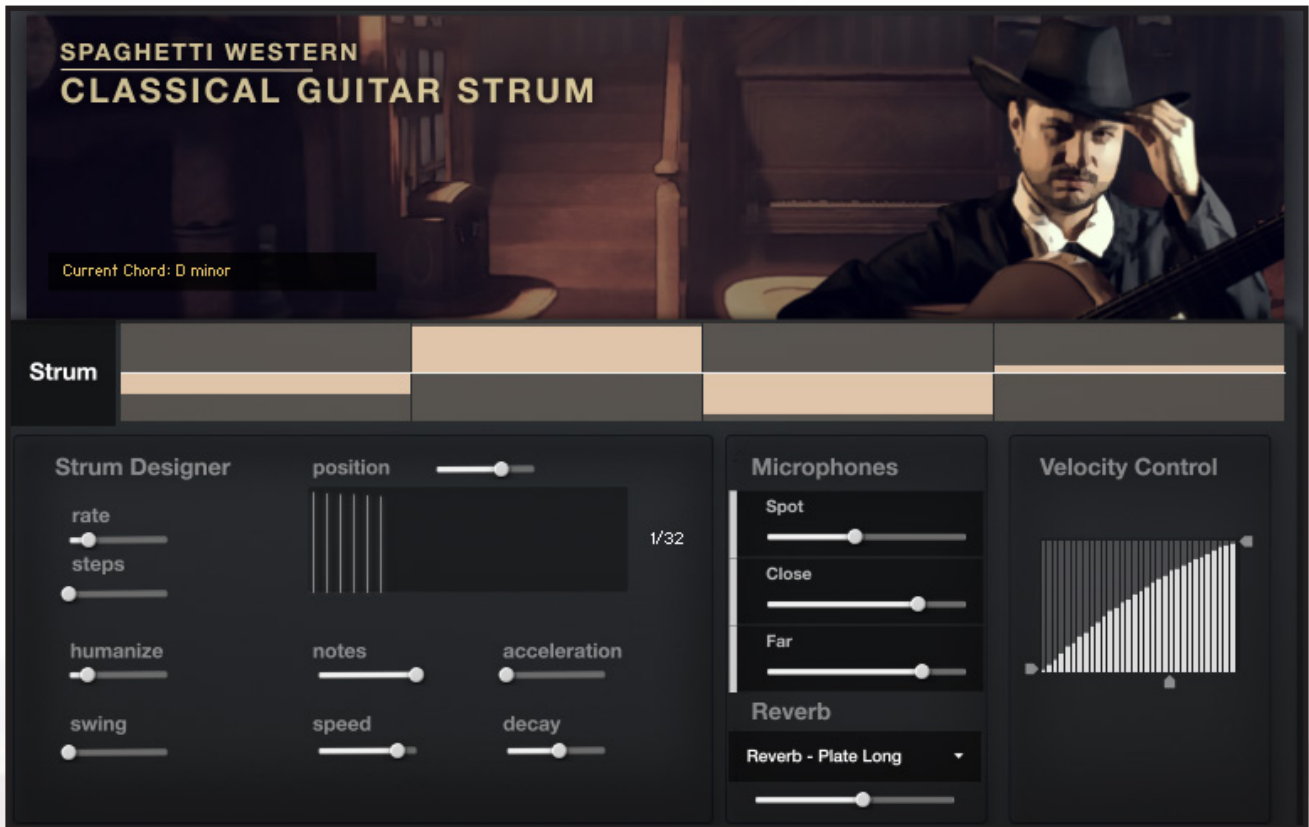 SPAGHETTI WESTERN
CLASSICAL GUITAR STRUM
Current Chord: D minor
Strum
Strum Designer
position
rate
steps
1/32
humanize
notes
acceleration
swing
speed
decay
Microphones
Spot
Close
Far
Reverb
Reverb - Plate Long
Velocity Control